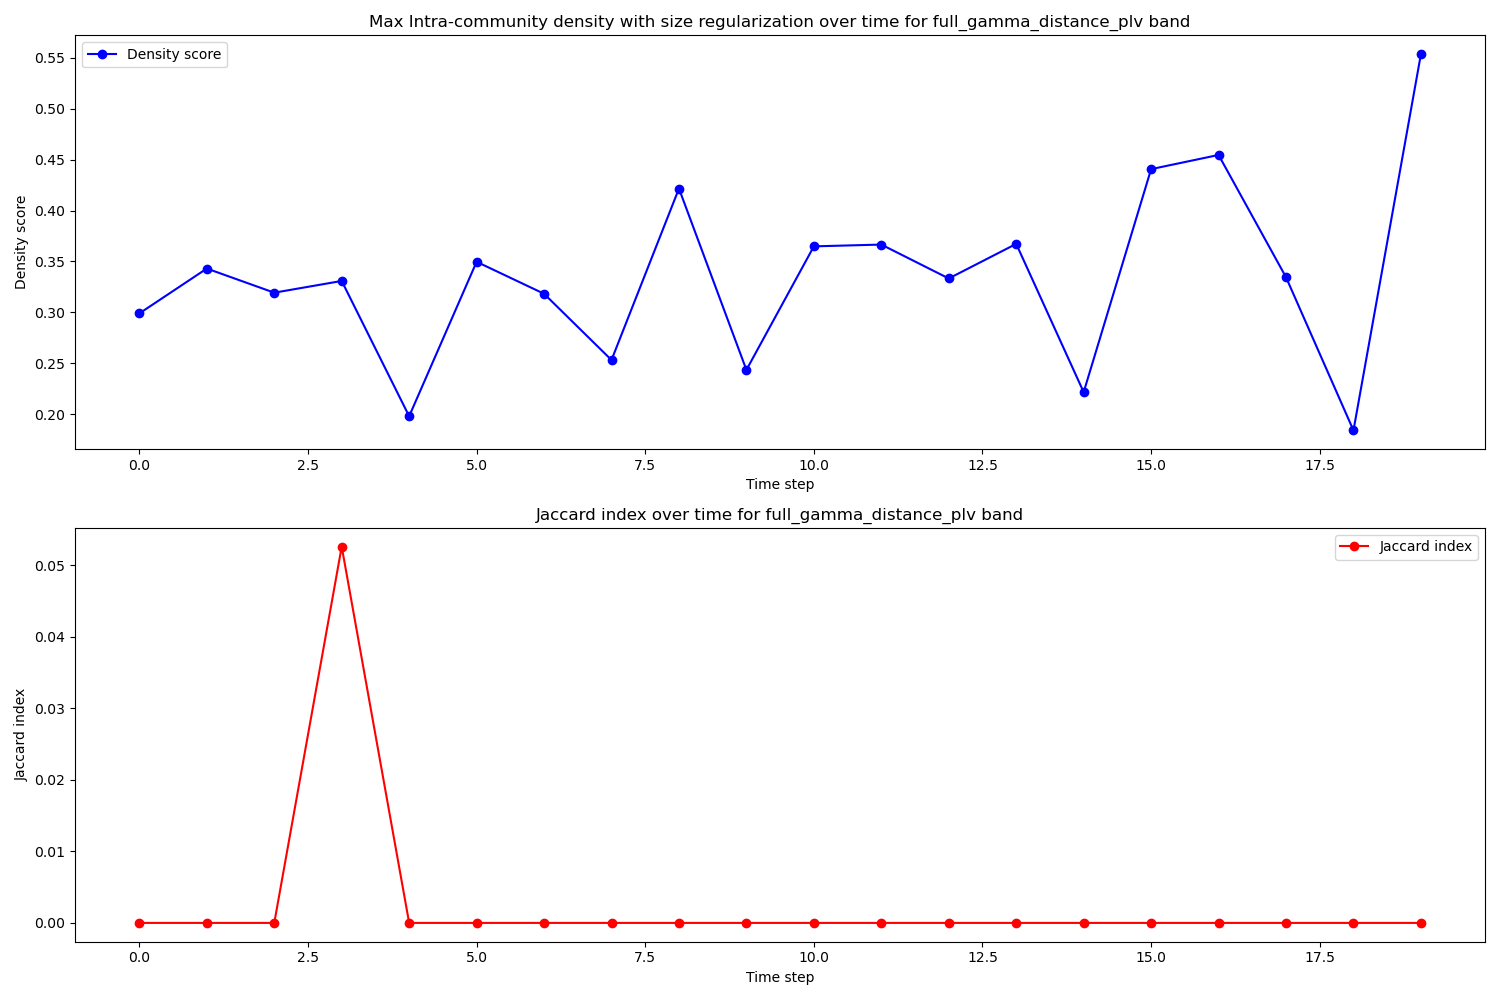 Max Intra-community density with size regularization over time for full_gamma_distance_plv band
Density score
0.55
0.50
0.45
0.40
0.35
0.30
0.25
0.20
Density score
0.0 2.5 5.0 7.5 10.0 12.5 15.0 17.5
Time step
Jaccard index over time for full_gamma_distance_plv band
Jaccard index
0.05
0.04
0.03
0.02
0.01
0.00
Jaccard index
0.0 2.5 5.0 7.5 10.0 12.5 15.0 17.5
Time step